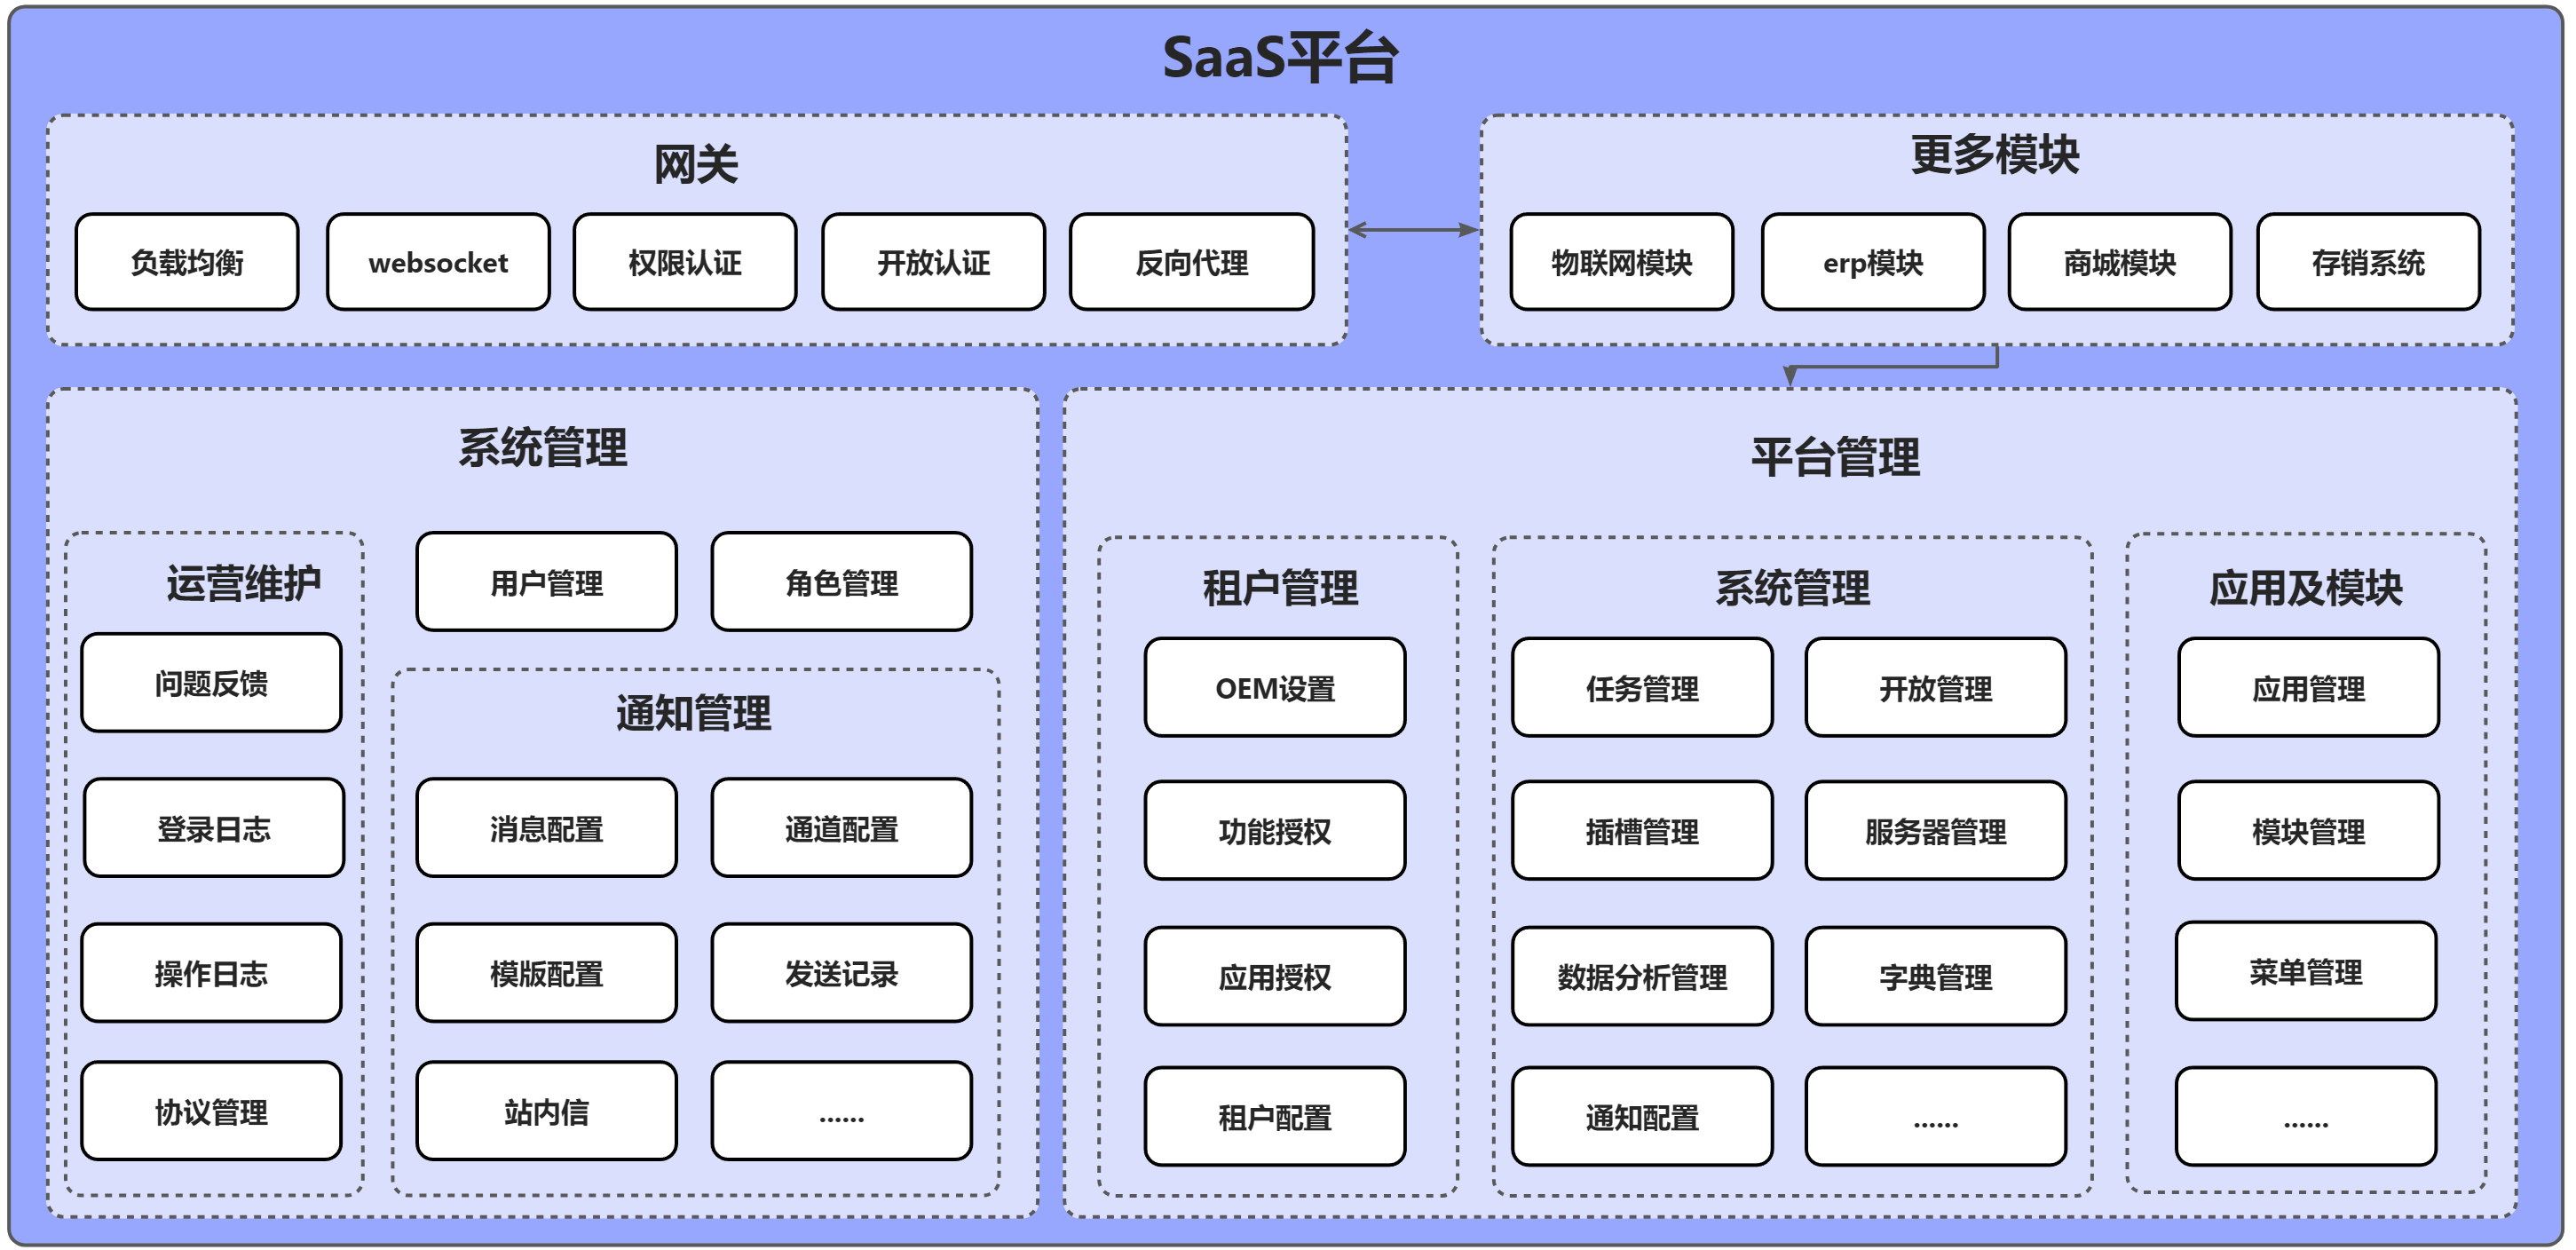 SaaS平台
网关
负载均衡
websocket
权限认证
开放认证
反向代理
更多模块
物联网模块
erp模块
商城模块
存销系统
系统管理
运营维护
问题反馈
登录日志
操作日志
协议管理
用户管理
角色管理
通知管理
消息配置
通道配置
模版配置
发送记录
站内信
......
平台管理
租户管理
OEM设置
功能授权
应用授权
租户配置
系统管理
任务管理
开放管理
插槽管理
服务器管理
数据分析管理
字典管理
通知配置
......
应用及模块
应用管理
模块管理
菜单管理
......